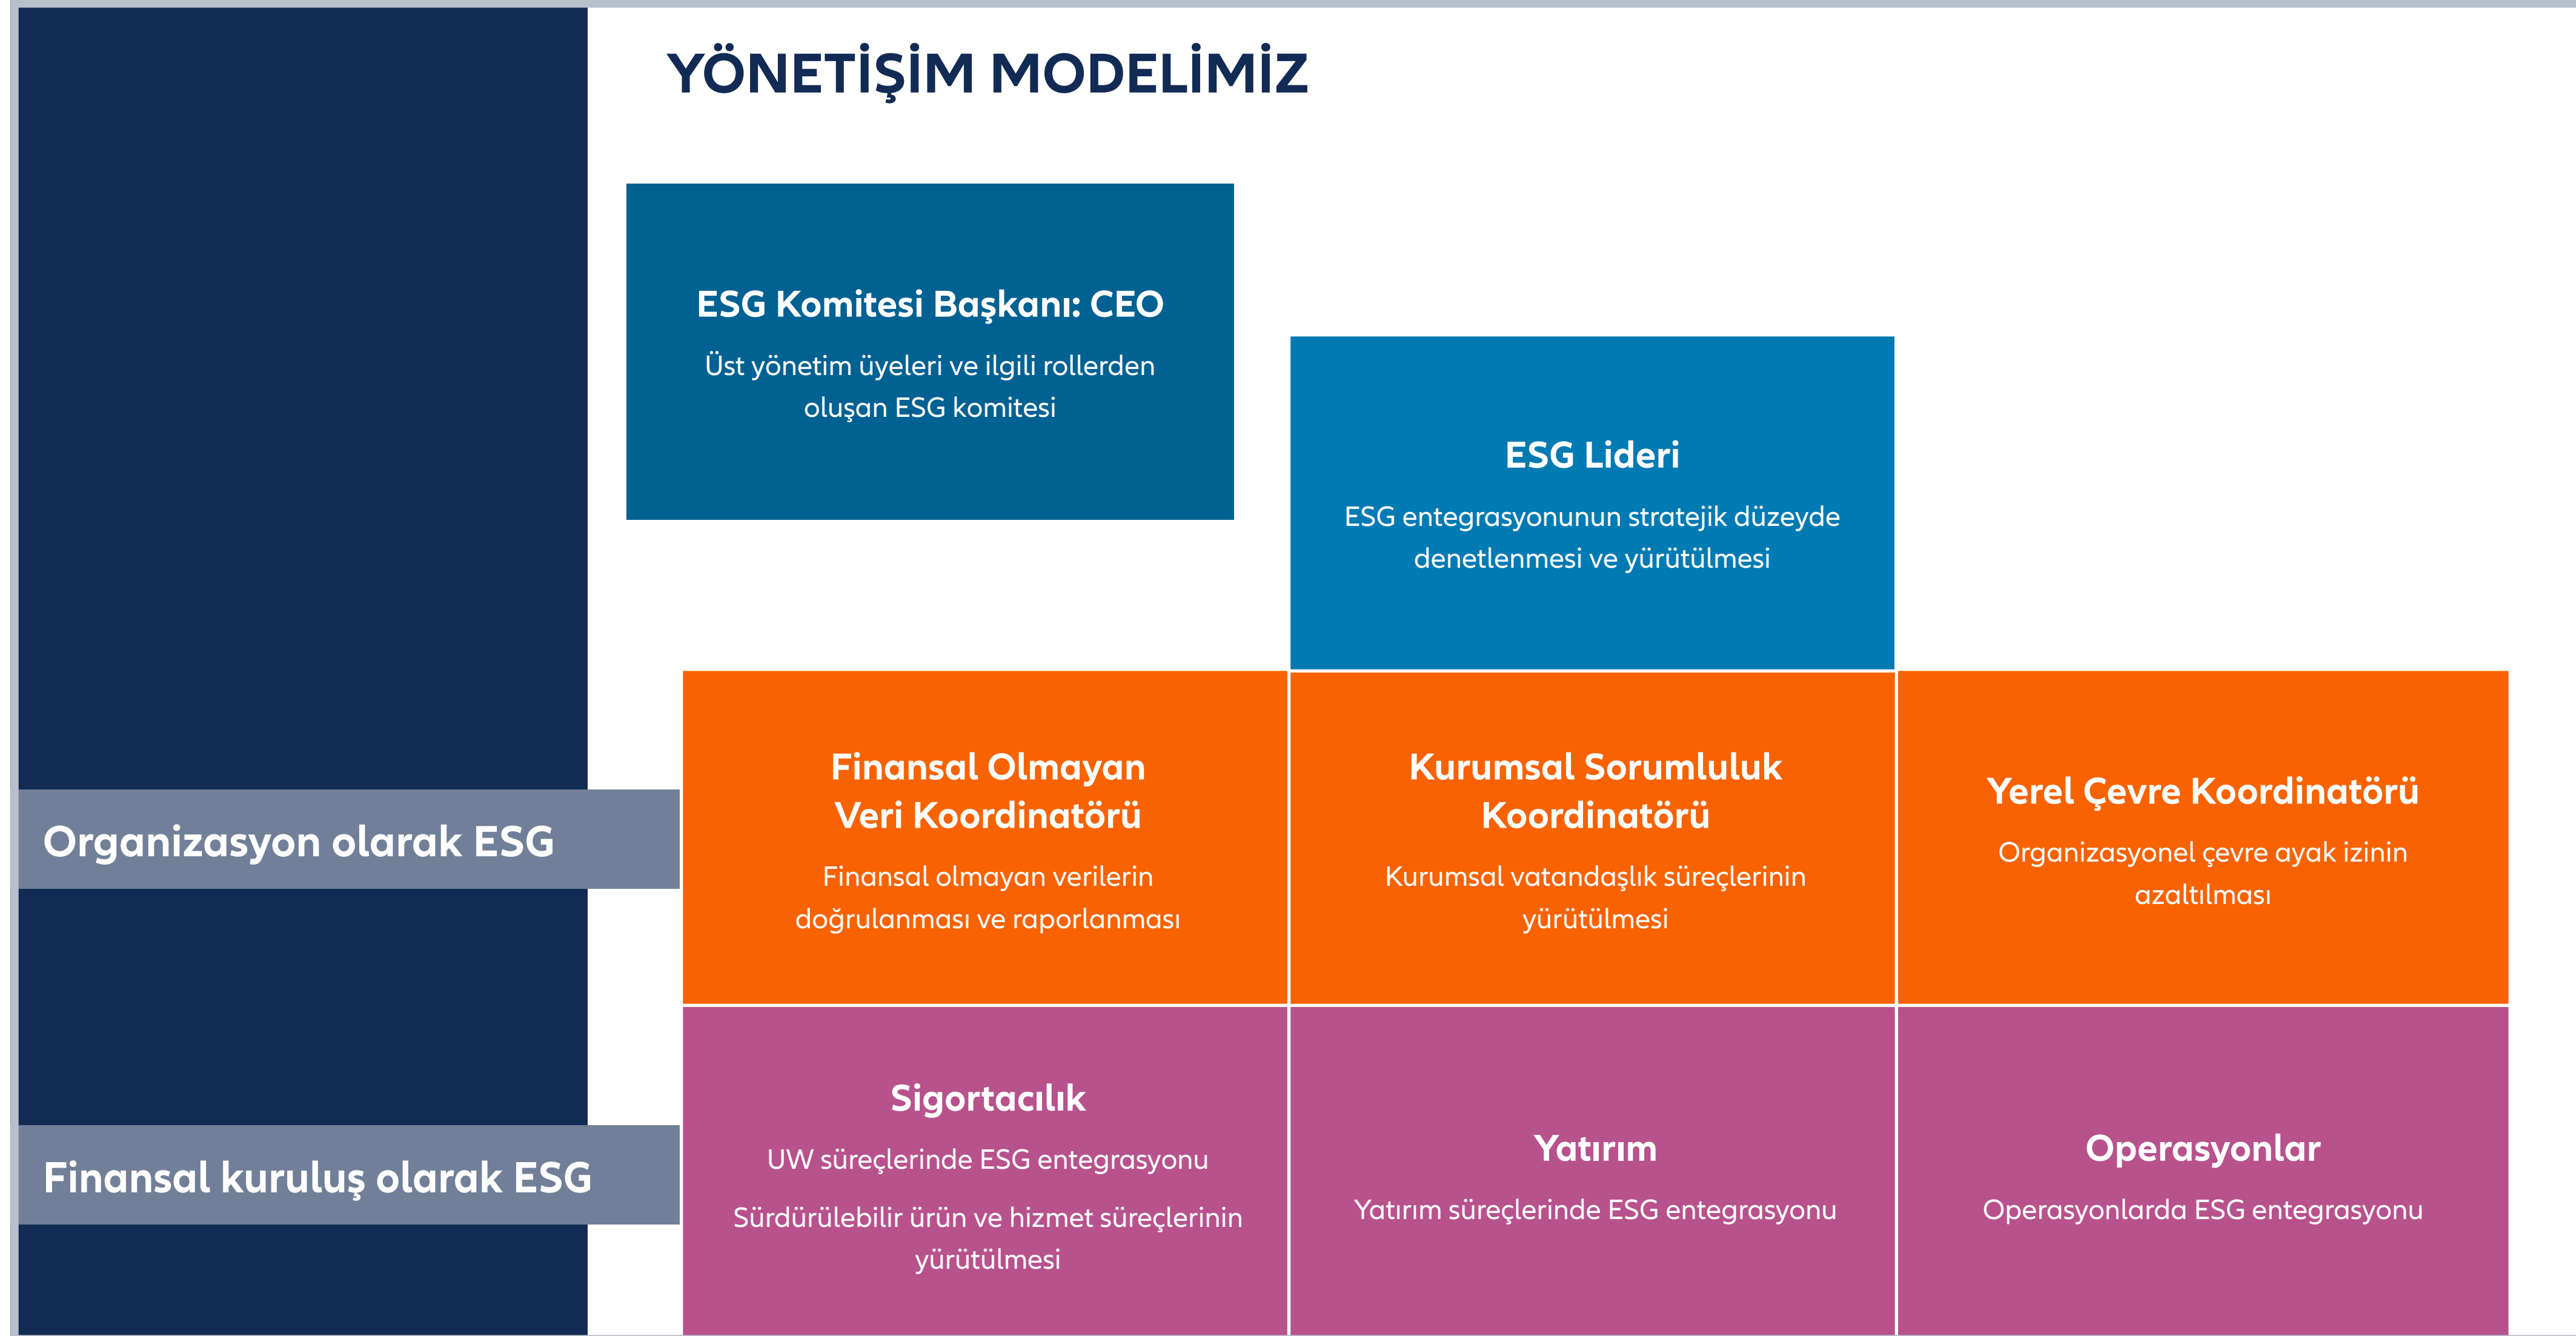 YÖNETİŞİM MODELİMİZ
ESG Komitesi Başkanı: CEO
Üst yönetim üyeleri ve ilgili rollerden
oluşan ESG komitesi
ESG Lideri
ESG entegrasyonunun stratejik düzeyde
denetlenmesi ve yürütülmesi
Organizasyon olarak ESG
Finansal Olmayan
Veri Koordinatörü
Finansal olmayan verilerin
doğrulanması ve raporlanması
Kurumsal Sorumluluk
Koordinatörü
Kurumsal vatandaşlık süreçlerinin
yürütülmesi
Yerel Çevre Koordinatörü
Organizasyonel çevre ayak izinin
azaltılması
Finansal kuruluş olarak ESG
Sigortacılık
UW süreçlerinde ESG entegrasyonu
Sürdürülebilir ürün ve hizmet süreçlerinin
yürütülmesi
Yatırım
Yatırım süreçlerinde ESG entegrasyonu
Operasyonlar
Operasyonlarda ESG entegrasyonu